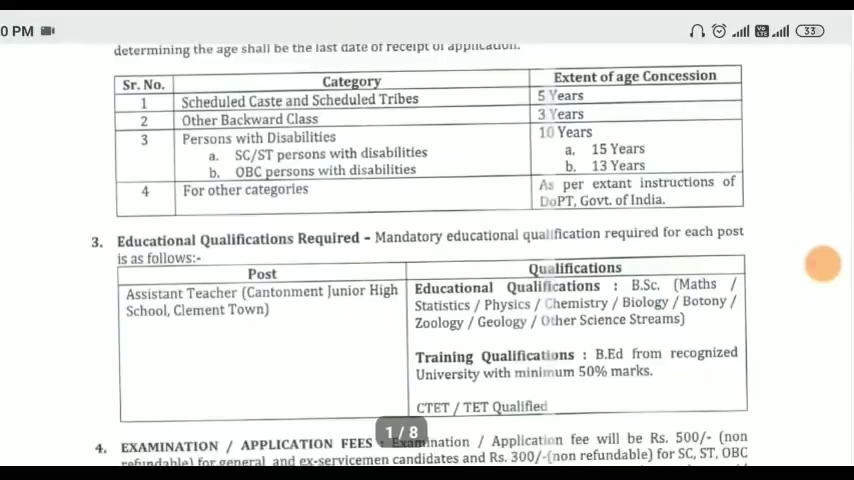 0 PM 33
determining the age shall be the last date of receipt of application.
Sr. No. Category Extent of age Concession
1 Scheduled Caste and Scheduled Tribes 5 Years
2 Other Backward Class 3 Years
3 Persons with Disabilities 10 Years
a. SC/ST persons with disabilities a. 15 Years
b. OBC persons with disabilities b. 13 Years
4 For other categories As per extant instructions of
DoPT, Govt. of India.
3. Educational Qualifications Required – Mandatory educational qualification required for each post
is as follows:-
Post Qualifications
Assistant Teacher (Cantonment Junior High
School, Clement Town)
Educational Qualifications : B.Sc. (Maths /
Statistics / Physics / Chemistry / Biology / Botony /
Zoology / Geology / Other Science Streams)
Training Qualifications : B.Ed from recognized
University with minimum 50% marks.
CTET / TET Qualified
1 / 8
4. EXAMINATION / APPLICATION FEES : Examination / Application fee will be Rs. 500/- (non
refundable) for general and ex-servicemen candidates and Rs. 300/-(non refundable) for SC, ST, OBC